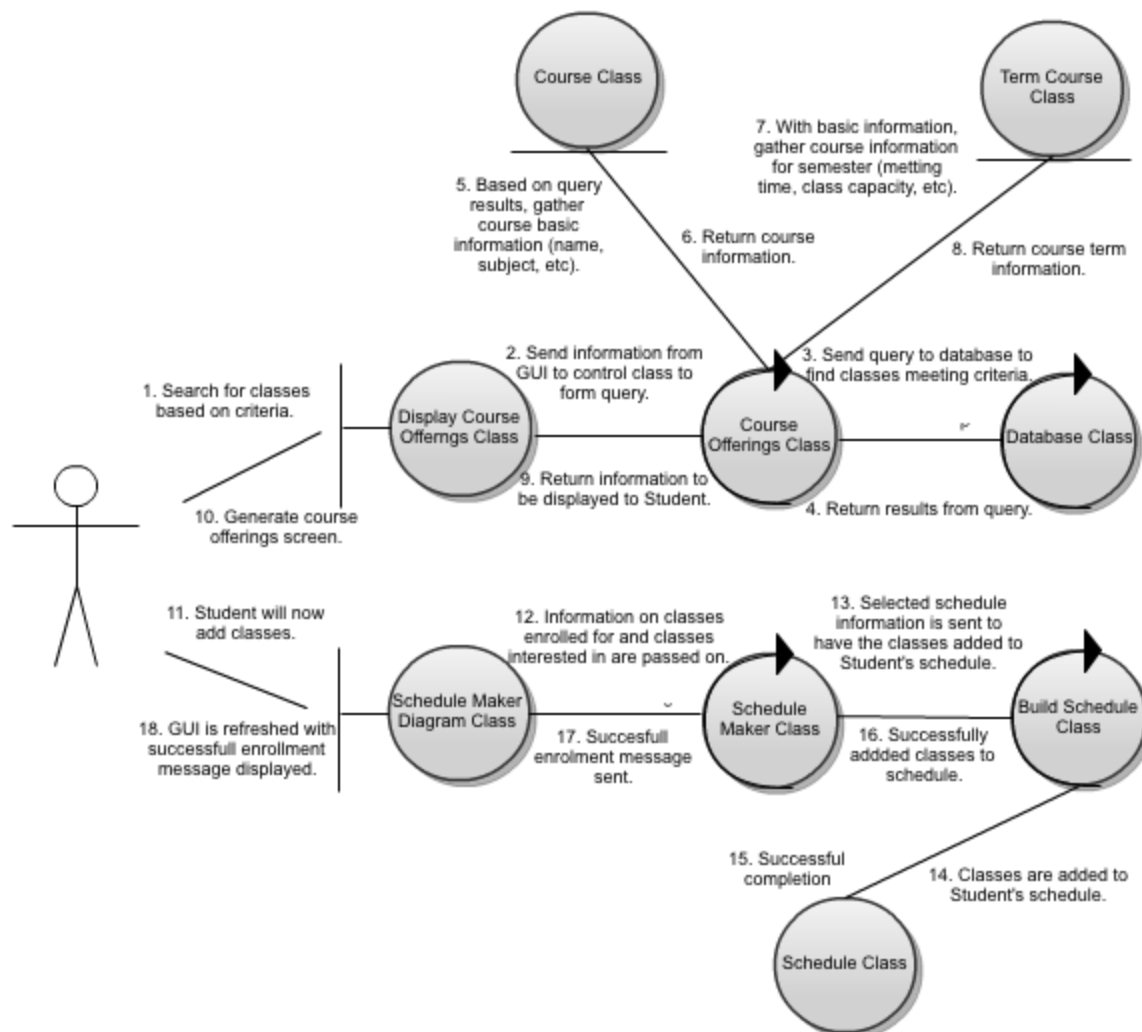 Course Class
Term Course
Class
7. With basic information,
gather course information
for semester (metting
time, class capacity, etc).
5. Based on query
results, gather
course basic
information (name,
subject, etc).
6. Return course
information.
8. Return course term
information.
1. Search for classes
based on criteria.
2. Send information from
GUI to control class to
form query.
3. Send query to database to
find classes meeting criteria.
Display Course
Offerngs Class
Course
Offerings Class
Database Class
9. Return information to
be displayed to Student.
4. Return results from query.
10. Generate course
offerings screen.
11. Student will now
add classes.
12. Information on classes
enrolled for and classes
interested in are passed on.
13. Selected schedule
information is sent to
have the classes added to
Student's schedule.
Schedule Maker
Diagram Class
Schedule
Maker Class
Build Schedule
Class
18. GUI is refreshed with
successfull enrollment
message displayed.
17. Succesfull
enrolment message
sent.
16. Successfully
addded classes to
schedule.
15. Successful
completion
14. Classes are added to
Student's schedule.
Schedule Class